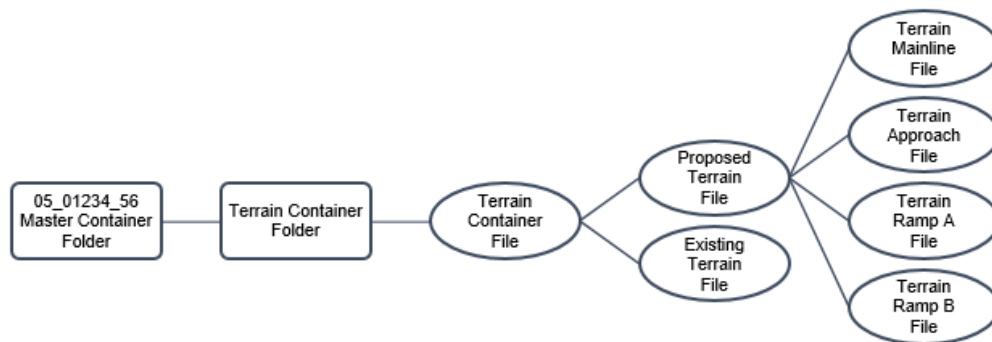 05_01234_56
Master Container
Folder
Terrain Container
Folder
Terrain
Container
File
Proposed
Terrain
File
Existing
Terrain
File
Terrain
Mainline
File
Terrain
Approach
File
Terrain
Ramp A
File
Terrain
Ramp B
File